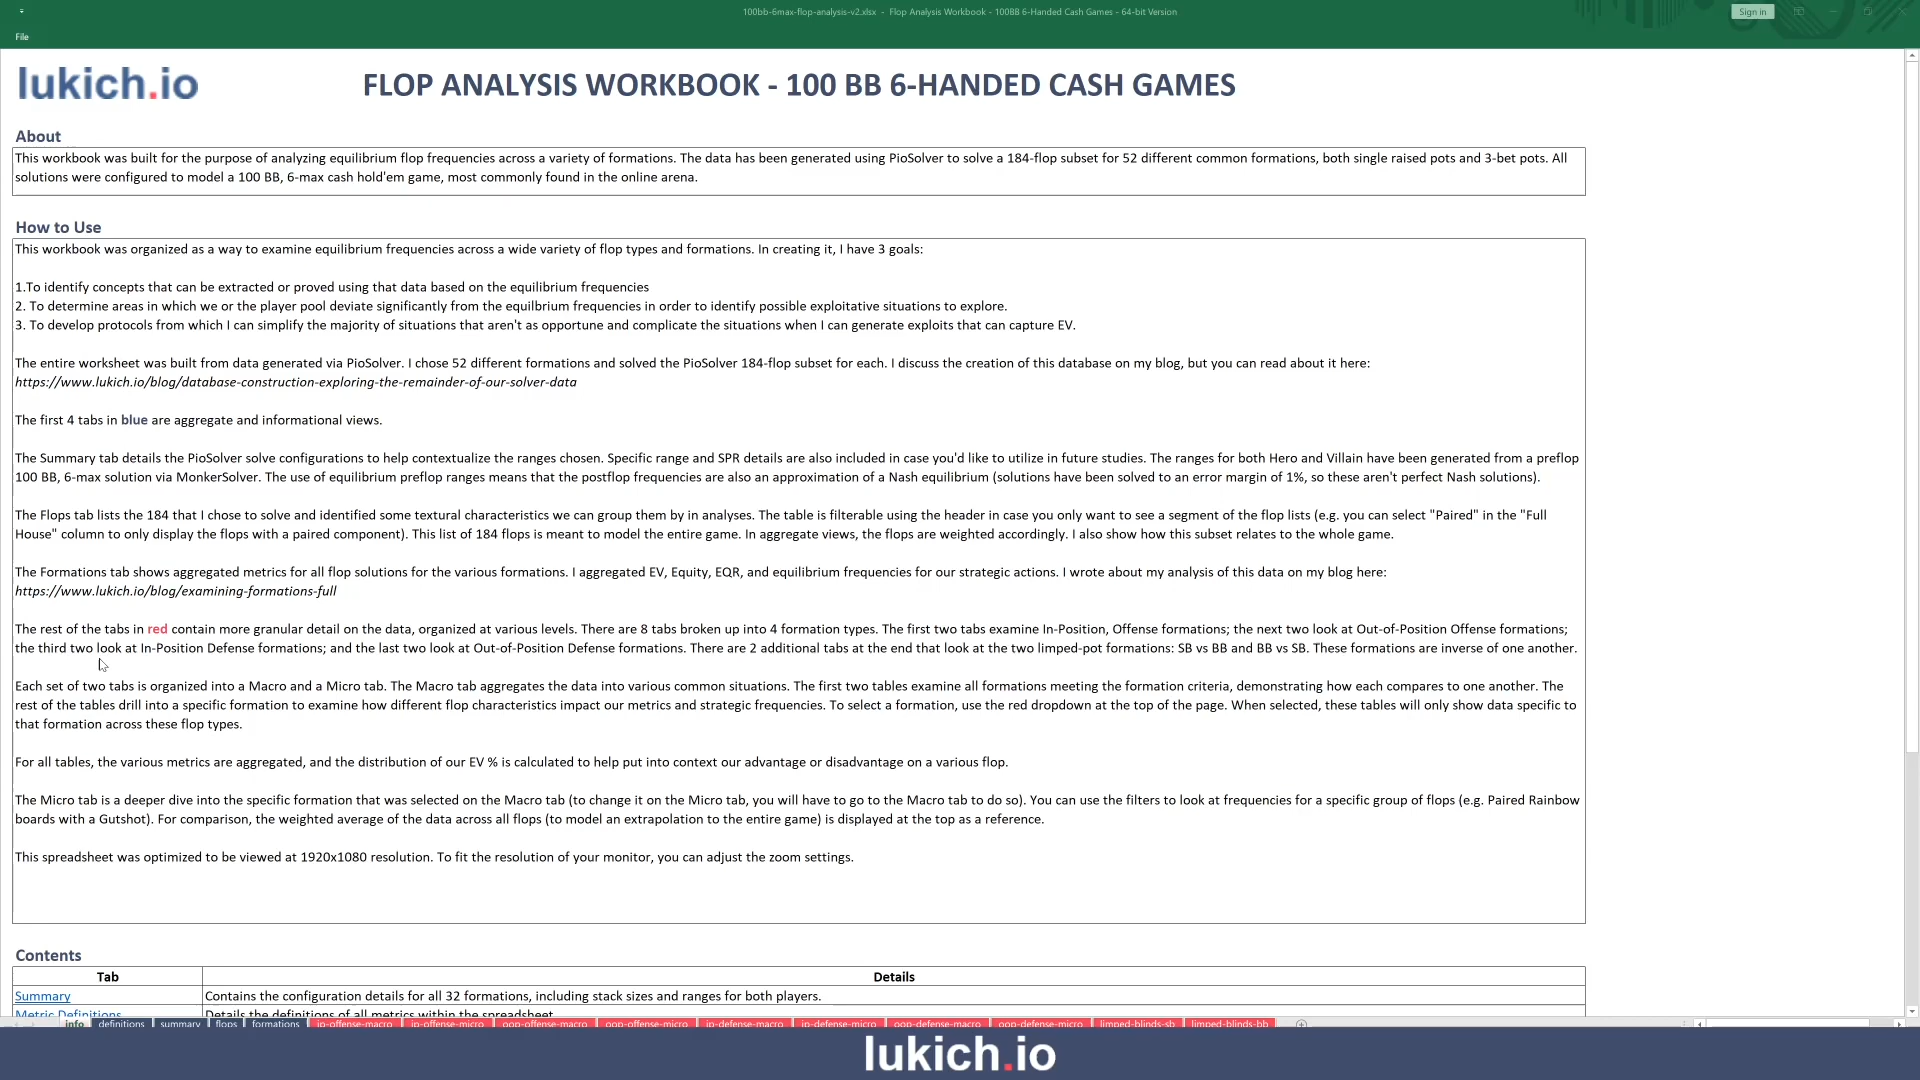 100bb-6max-flop-analysis-v2.xlsx - Flop Analysis Workbook - 100BB 6-Handed Cash Games - 64-bit Version
Sign in
File
lukich.io
FLOP ANALYSIS WORKBOOK - 100 BB 6-HANDED CASH GAMES
About
This workbook was built for the purpose of analyzing equilibrium flop frequencies across a variety of formations. The data has been generated using PioSolver to solve a 184-flop subset for 52 different common formations, both single raised pots and 3-bet pots. All
solutions were configured to model a 100 BB, 6-max cash hold'em game, most commonly found in the online arena.
How to Use
This workbook was organized as a way to examine equilibrium frequencies across a wide variety of flop types and formations. In creating it, I have 3 goals:
1.To identify concepts that can be extracted or proved using that data based on the equilibrium frequencies
2. To determine areas in which we or the player pool deviate significantly from the equilbrium frequencies in order to identify possible exploitative situations to explore.
3. To develop protocols from which I can simplify the majority of situations that aren't as opportune and complicate the situations when I can generate exploits that can capture EV.
The entire worksheet was built from data generated via PioSolver. I chose 52 different formations and solved the PioSolver 184-flop subset for each. I discuss the creation of this database on my blog, but you can read about it here:
https://www.lukich.io/blog/database-construction-exploring-the-remainder-of-our-solver-data
The first 4 tabs in blue are aggregate and informational views.
The Summary tab details the PioSolver solve configurations to help contextualize the ranges chosen. Specific range and SPR details are also included in case you'd like to utilize in future studies. The ranges for both Hero and Villain have been generated from a preflop
100 BB, 6-max solution via MonkerSolver. The use of equilibrium preflop ranges means that the postflop frequencies are also an approximation of a Nash equilibrium (solutions have been solved to an error margin of 1%, so these aren't perfect Nash solutions).
The Flops tab lists the 184 that I chose to solve and identified some textural characteristics we can group them by in analyses. The table is filterable using the header in case you only want to see a segment of the flop lists (e.g. you can select "Paired" in the "Full
House" column to only display the flops with a paired component). This list of 184 flops is meant to model the entire game. In aggregate views, the flops are weighted accordingly. I also show how this subset relates to the whole game.
The Formations tab shows aggregated metrics for all flop solutions for the various formations. I aggregated EV, Equity, EQR, and equilibrium frequencies for our strategic actions. I wrote about my analysis of this data on my blog here:
https://www.lukich.io/blog/examining-formations-full
The rest of the tabs in red contain more granular detail on the data, organized at various levels. There are 8 tabs broken up into 4 formation types. The first two tabs examine In-Position, Offense formations; the next two look at Out-of-Position Offense formations;
the third two look at In-Position Defense formations; and the last two look at Out-of-Position Defense formations. There are 2 additional tabs at the end that look at the two limped-pot formations: SB vs BB and BB vs SB. These formations are inverse of one another.
Each set of two tabs is organized into a Macro and a Micro tab. The Macro tab aggregates the data into various common situations. The first two tables examine all formations meeting the formation criteria, demonstrating how each compares to one another. The
rest of the tables drill into a specific formation to examine how different flop characteristics impact our metrics and strategic frequencies. To select a formation, use the red dropdown at the top of the page. When selected, these tables will only show data specific to
that formation across these flop types.
For all tables, the various metrics are aggregated, and the distribution of our EV % is calculated to help put into context our advantage or disadvantage on a various flop.
The Micro tab is a deeper dive into the specific formation that was selected on the Macro tab (to change it on the Micro tab, you will have to go to the Macro tab to do so). You can use the filters to look at frequencies for a specific group of flops (e.g. Paired Rainbow
boards with a Gutshot). For comparison, the weighted average of the data across all flops (to model an extrapolation to the entire game) is displayed at the top as a reference.
This spreadsheet was optimized to be viewed at 1920x1080 resolution. To fit the resolution of your monitor, you can adjust the zoom settings.
Contents
Tab Details
Summary Contains the configuration details for all 32 formations, including stack sizes and ranges for both players.
Metric Definitions Details the definitions of all metrics within the spreadsheet
info definitions summary flops formations ip-offense-macro ip-offense-micro oop-offense-macro oop-offense-micro ip-defense-macro ip-defense-micro oop-defense-macro oop-defense-micro limped-blinds-sb limped-blinds-bb
lukich.io